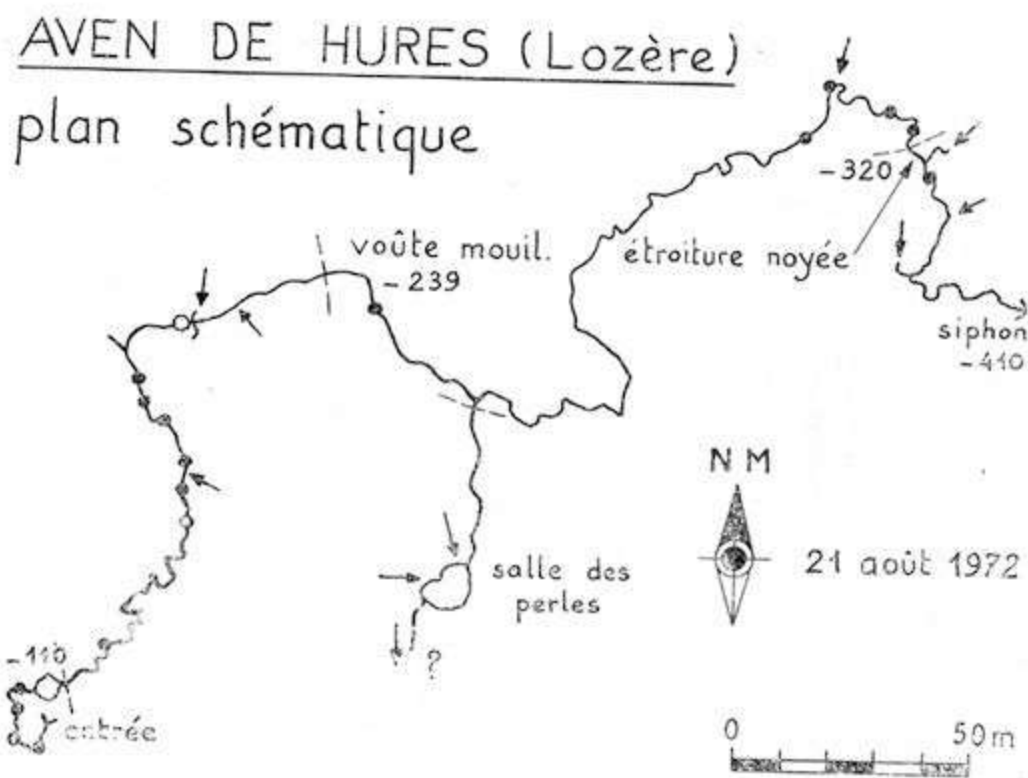 AVEN DE HURES (Lozère)
plan schématique
-320
voûte mouil.
-239
étroiture noyée
siphon
-410
N M
21 août 1972
salle des
perles
?
-110
entrée
0 50m